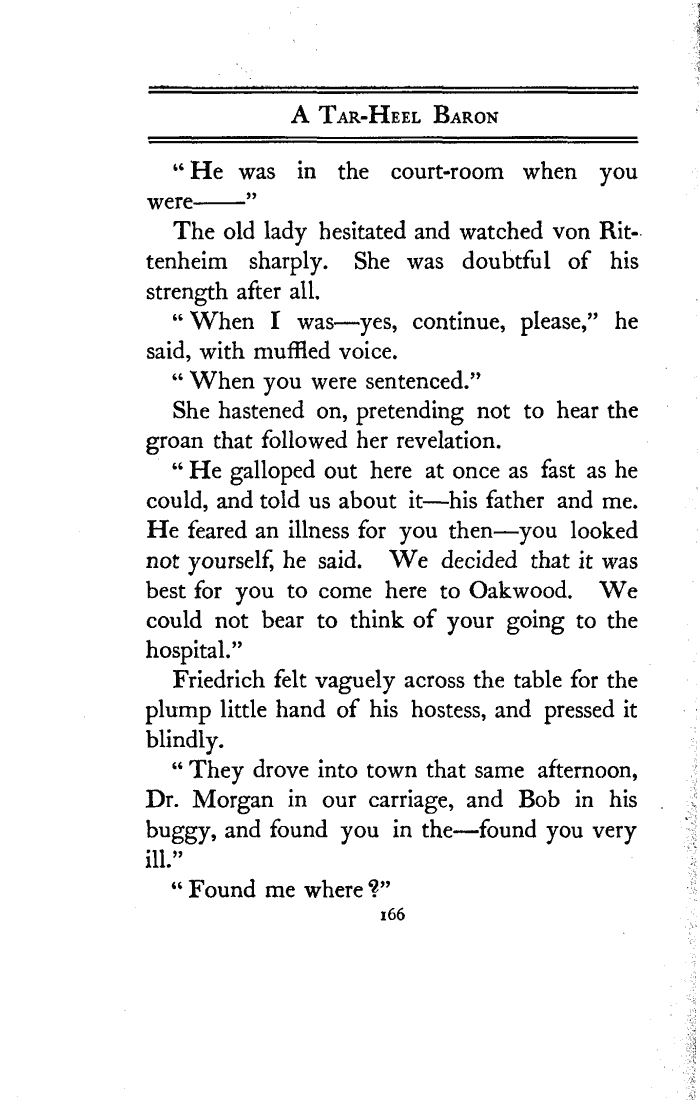 A Tar-Heel Baron
“ He was in the court-room when you
were——”
The old lady hesitated and watched von Rit-
tenheim sharply. She was doubtful of his
strength after all.
“ When I was—yes, continue, please,” he
said, with muffled voice.
“ When you were sentenced.”
She hastened on, pretending not to hear the
groan that followed her revelation.
“ He galloped out here at once as fast as he
could, and told us about it—his father and me.
He feared an illness for you then—you looked
not yourself, he said. We decided that it was
best for you to come here to Oakwood. We
could not bear to think of your going to the
hospital.”
Friedrich felt vaguely across the table for the
plump little hand of his hostess, and pressed it
blindly.
“ They drove into town that same afternoon,
Dr. Morgan in our carriage, and Bob in his
buggy, and found you in the—found you very
ill.”
“ Found me where ?”
166